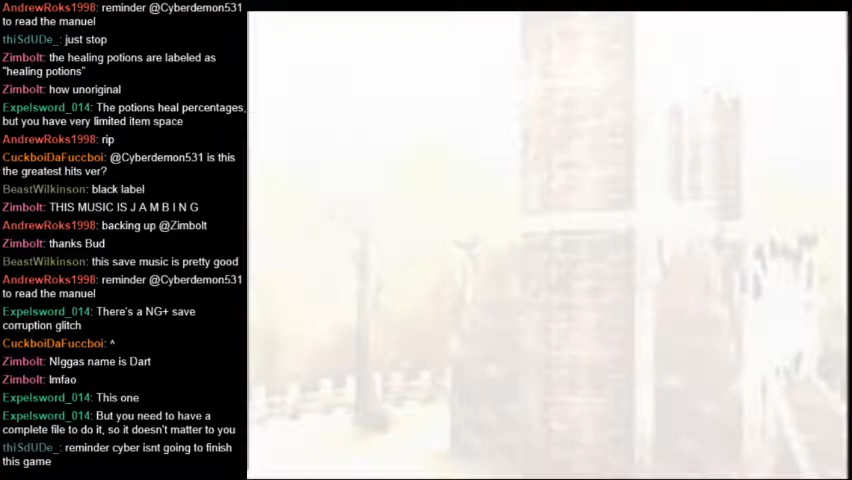 AndrewRoks1998: reminder @Cyberdemon531
to read the manuel
thiSdUDe_: just stop
Zimbolt: the healing potions are labeled as
"healing potions"
Zimbolt: how unoriginal
Expelsword_014: The potions heal percentages,
but you have very limited item space
AndrewRoks1998: rip
CuckboiDaFuccboi: @Cyberdemon531 is this
the greatest hits ver?
BeastWilkinson: black label
Zimbolt: THIS MUSIC IS J A M B I N G
AndrewRoks1998: backing up @Zimbolt
Zimbolt: thanks Bud
BeastWilkinson: this save music is pretty good
AndrewRoks1998: reminder @Cyberdemon531
to read the manuel
Expelsword_014: There's a NG+ save
corruption glitch
CuckboiDaFuccboi: ^
Zimbolt: NIggas name is Dart
Zimbolt: lmfao
Expelsword_014: This one
Expelsword_014: But you need to have a
complete file to do it, so it doesn't matter to you
thiSdUDe_: reminder cyber isnt going to finish
this game